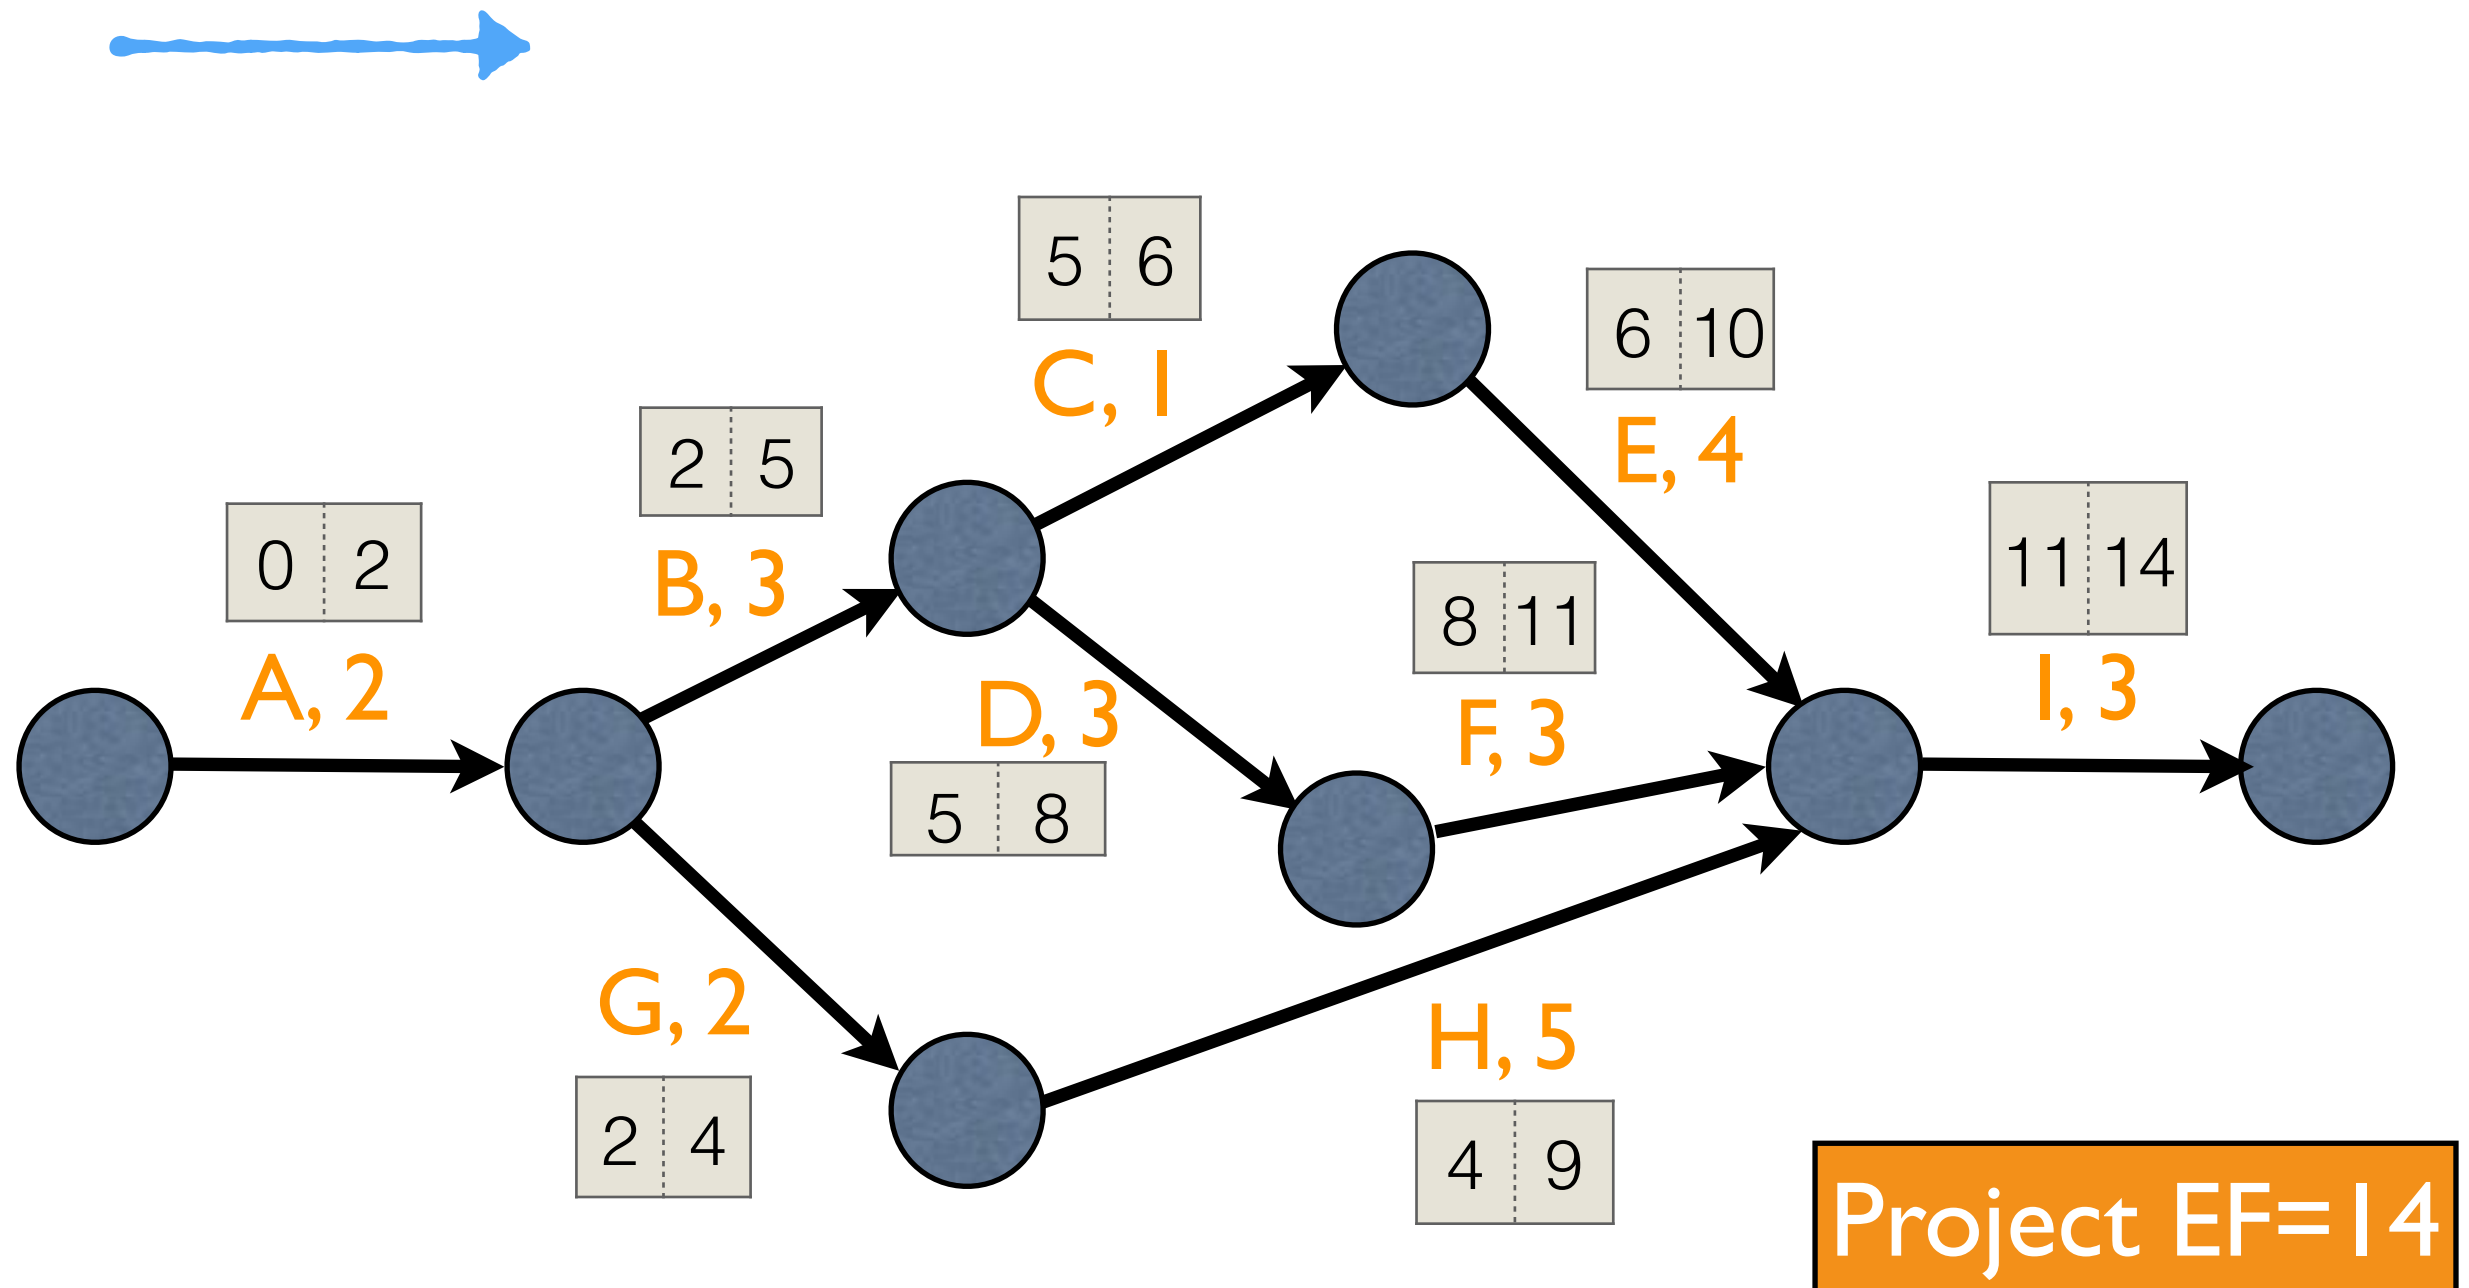 5 6
C, 1
6 10
E, 4
2 5
B, 3
0 2
A, 2
11 14
I, 3
8 11
F, 3
D, 3
5 8
G, 2
2 4
H, 5
4 9
Project EF=14